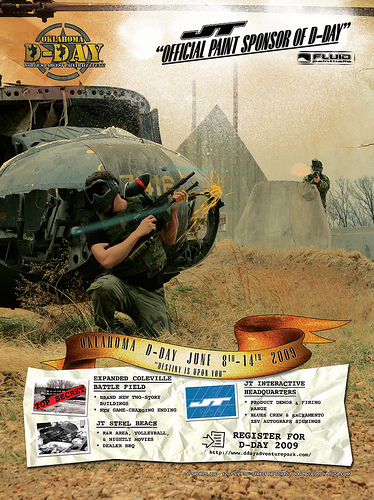 OKLAHOMA
D-DAY
JT
"OFFICIAL PAINT SPONSOR OF D-DAY"
FLUID
OKLAHOMA D-DAY JUNE 8TH-14TH 2009
"DESTINY IS UPON YOU"
EXPANDED COLEVILLE
BATTLE FIELD
* BRAND NEW TWO-STORY
BUILDINGS
* NEW GAME-CHANGING ENDING
TOP SECRET
JT STEEL BEACH
* R&R AREA, VOLLEYBALL,
& NIGHTLY MOVIES
* DEALER BBQ
JT
JT INTERACTIVE
HEADQUARTERS
* PRODUCT DEMOS & FIRING
RANGE
* BLUES CREW & SACRAMENTO
XSV AUTOGRAPH SIGNINGS
REGISTER FOR
D-DAY 2009
http://www.ddayadventurepark.com/